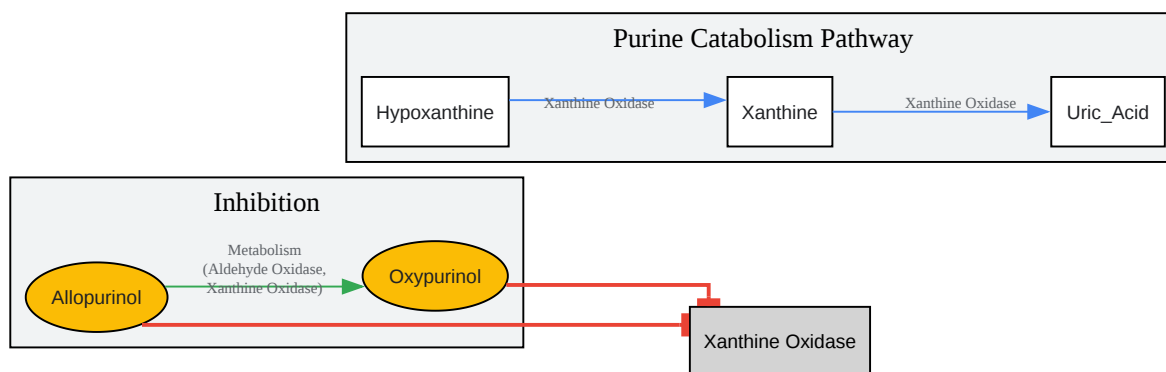 Purine Catabolism Pathway
Hypoxanthine
Xanthine Oxidase
Xanthine
Xanthine Oxidase
Uric_Acid
Inhibition
Allopurinol
Metabolism
(Aldehyde Oxidase,
Xanthine Oxidase)
Oxypurinol
Xanthine Oxidase